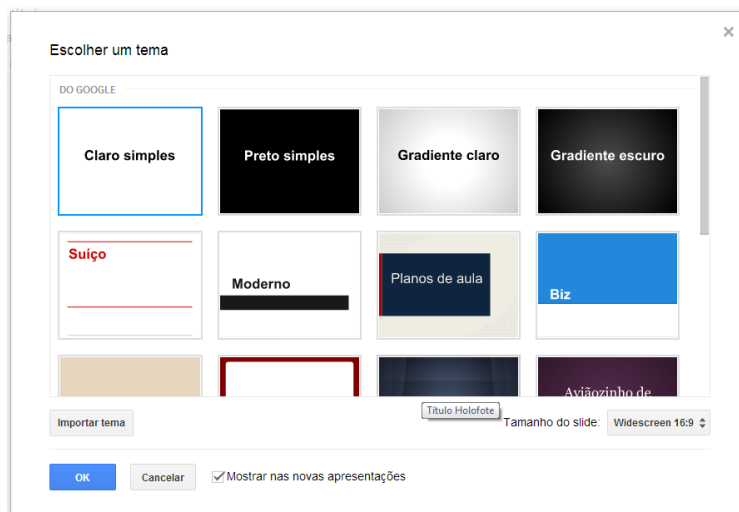 Escolher um tema
DO GOOGLE
Claro simples
Preto simples
Gradiente claro
Gradiente escuro
Suíço
Moderno
Planos de aula
Biz
Aviãozinho de
Título Holofote
Importar tema
Tamanho do slide:
Widescreen 16:9
OK
Cancelar
Mostrar nas novas apresentações